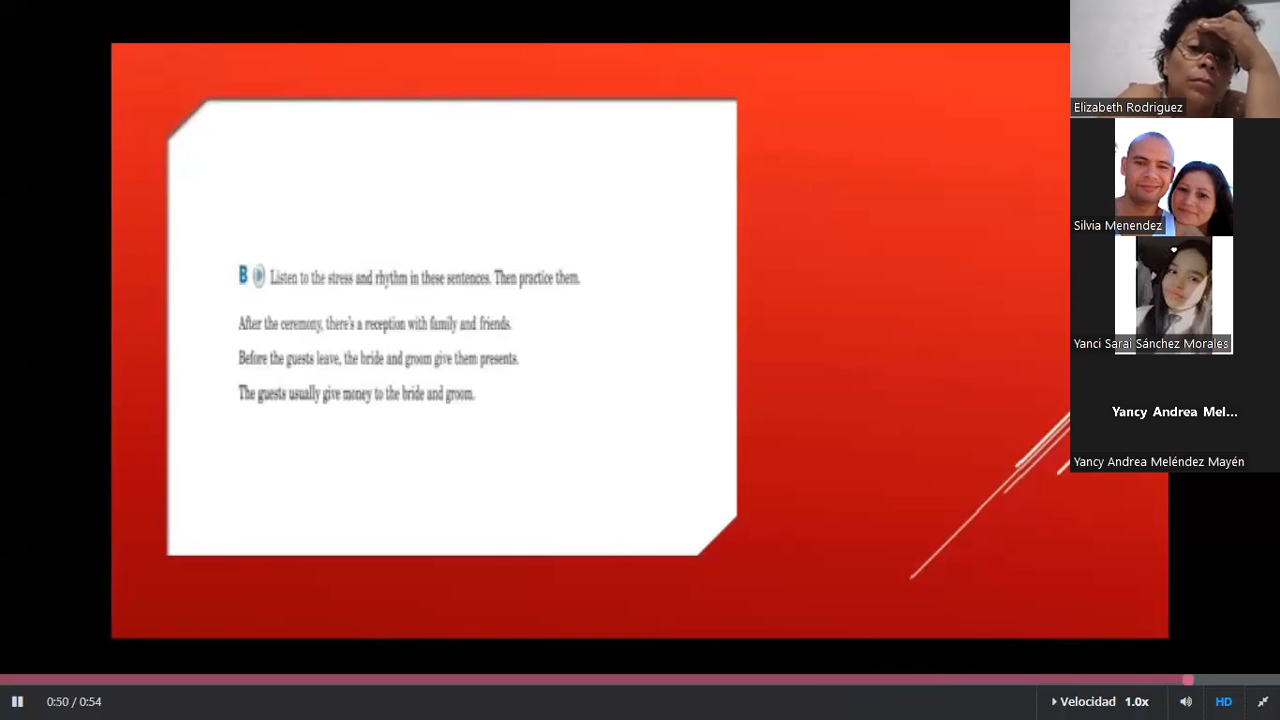 B Listen to the stress and rhythm in these sentences. Then practice them.
After the ceremony, there's a reception with family and friends.
Before the guests leave, the bride and groom give them presents.
The guests usually give money to the bride and groom.
Elizabeth Rodriguez
Silvia Menendez
Yanci Sarai Sánchez Morales
Yancy Andrea Mel...
Yancy Andrea Meléndez Mayén
0:50 / 0:54
Velocidad 1.0x
HD